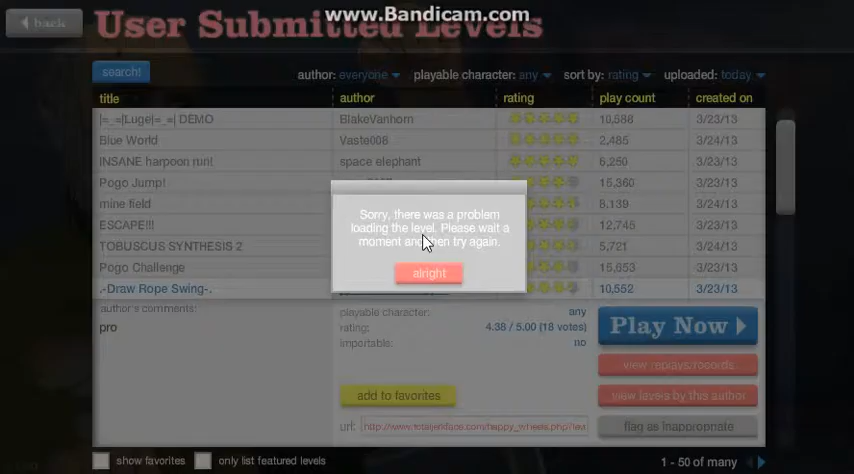 www.Bandicam.com
back
User Submitted Levels
search!
author: everyone playable character: any sort by: rating uploaded: today
title author rating play count created on
|=_=|Luge|=_=| DEMO BlakeVanhorn 10,588 3/23/13
Blue World Vaste008 2,485 3/24/13
INSANE harpoon run! space elephant 6,250 3/23/13
Pogo Jump! 15,360 3/23/13
mine field 8,139 3/24/13
ESCAPE!!! 12,745 3/23/13
TOBUSCUS SYNTHESIS 2 5,721 3/24/13
Pogo Challenge 15,853 3/23/13
.-Draw Rope Swing-. 10,552 3/23/13
Sorry, there was a problem
loading the level. Please wait a
moment and then try again.
alright
author's comments:
pro
playable character: any
rating: 4.38 / 5.00 (18 votes)
importable: no
add to favorites
url: http://www.totaljerkface.com/happy_wheels.php?lev
Play Now
view replays/records
view levels by this author
flag as inappropriate
show favorites only list featured levels 1 - 50 of many